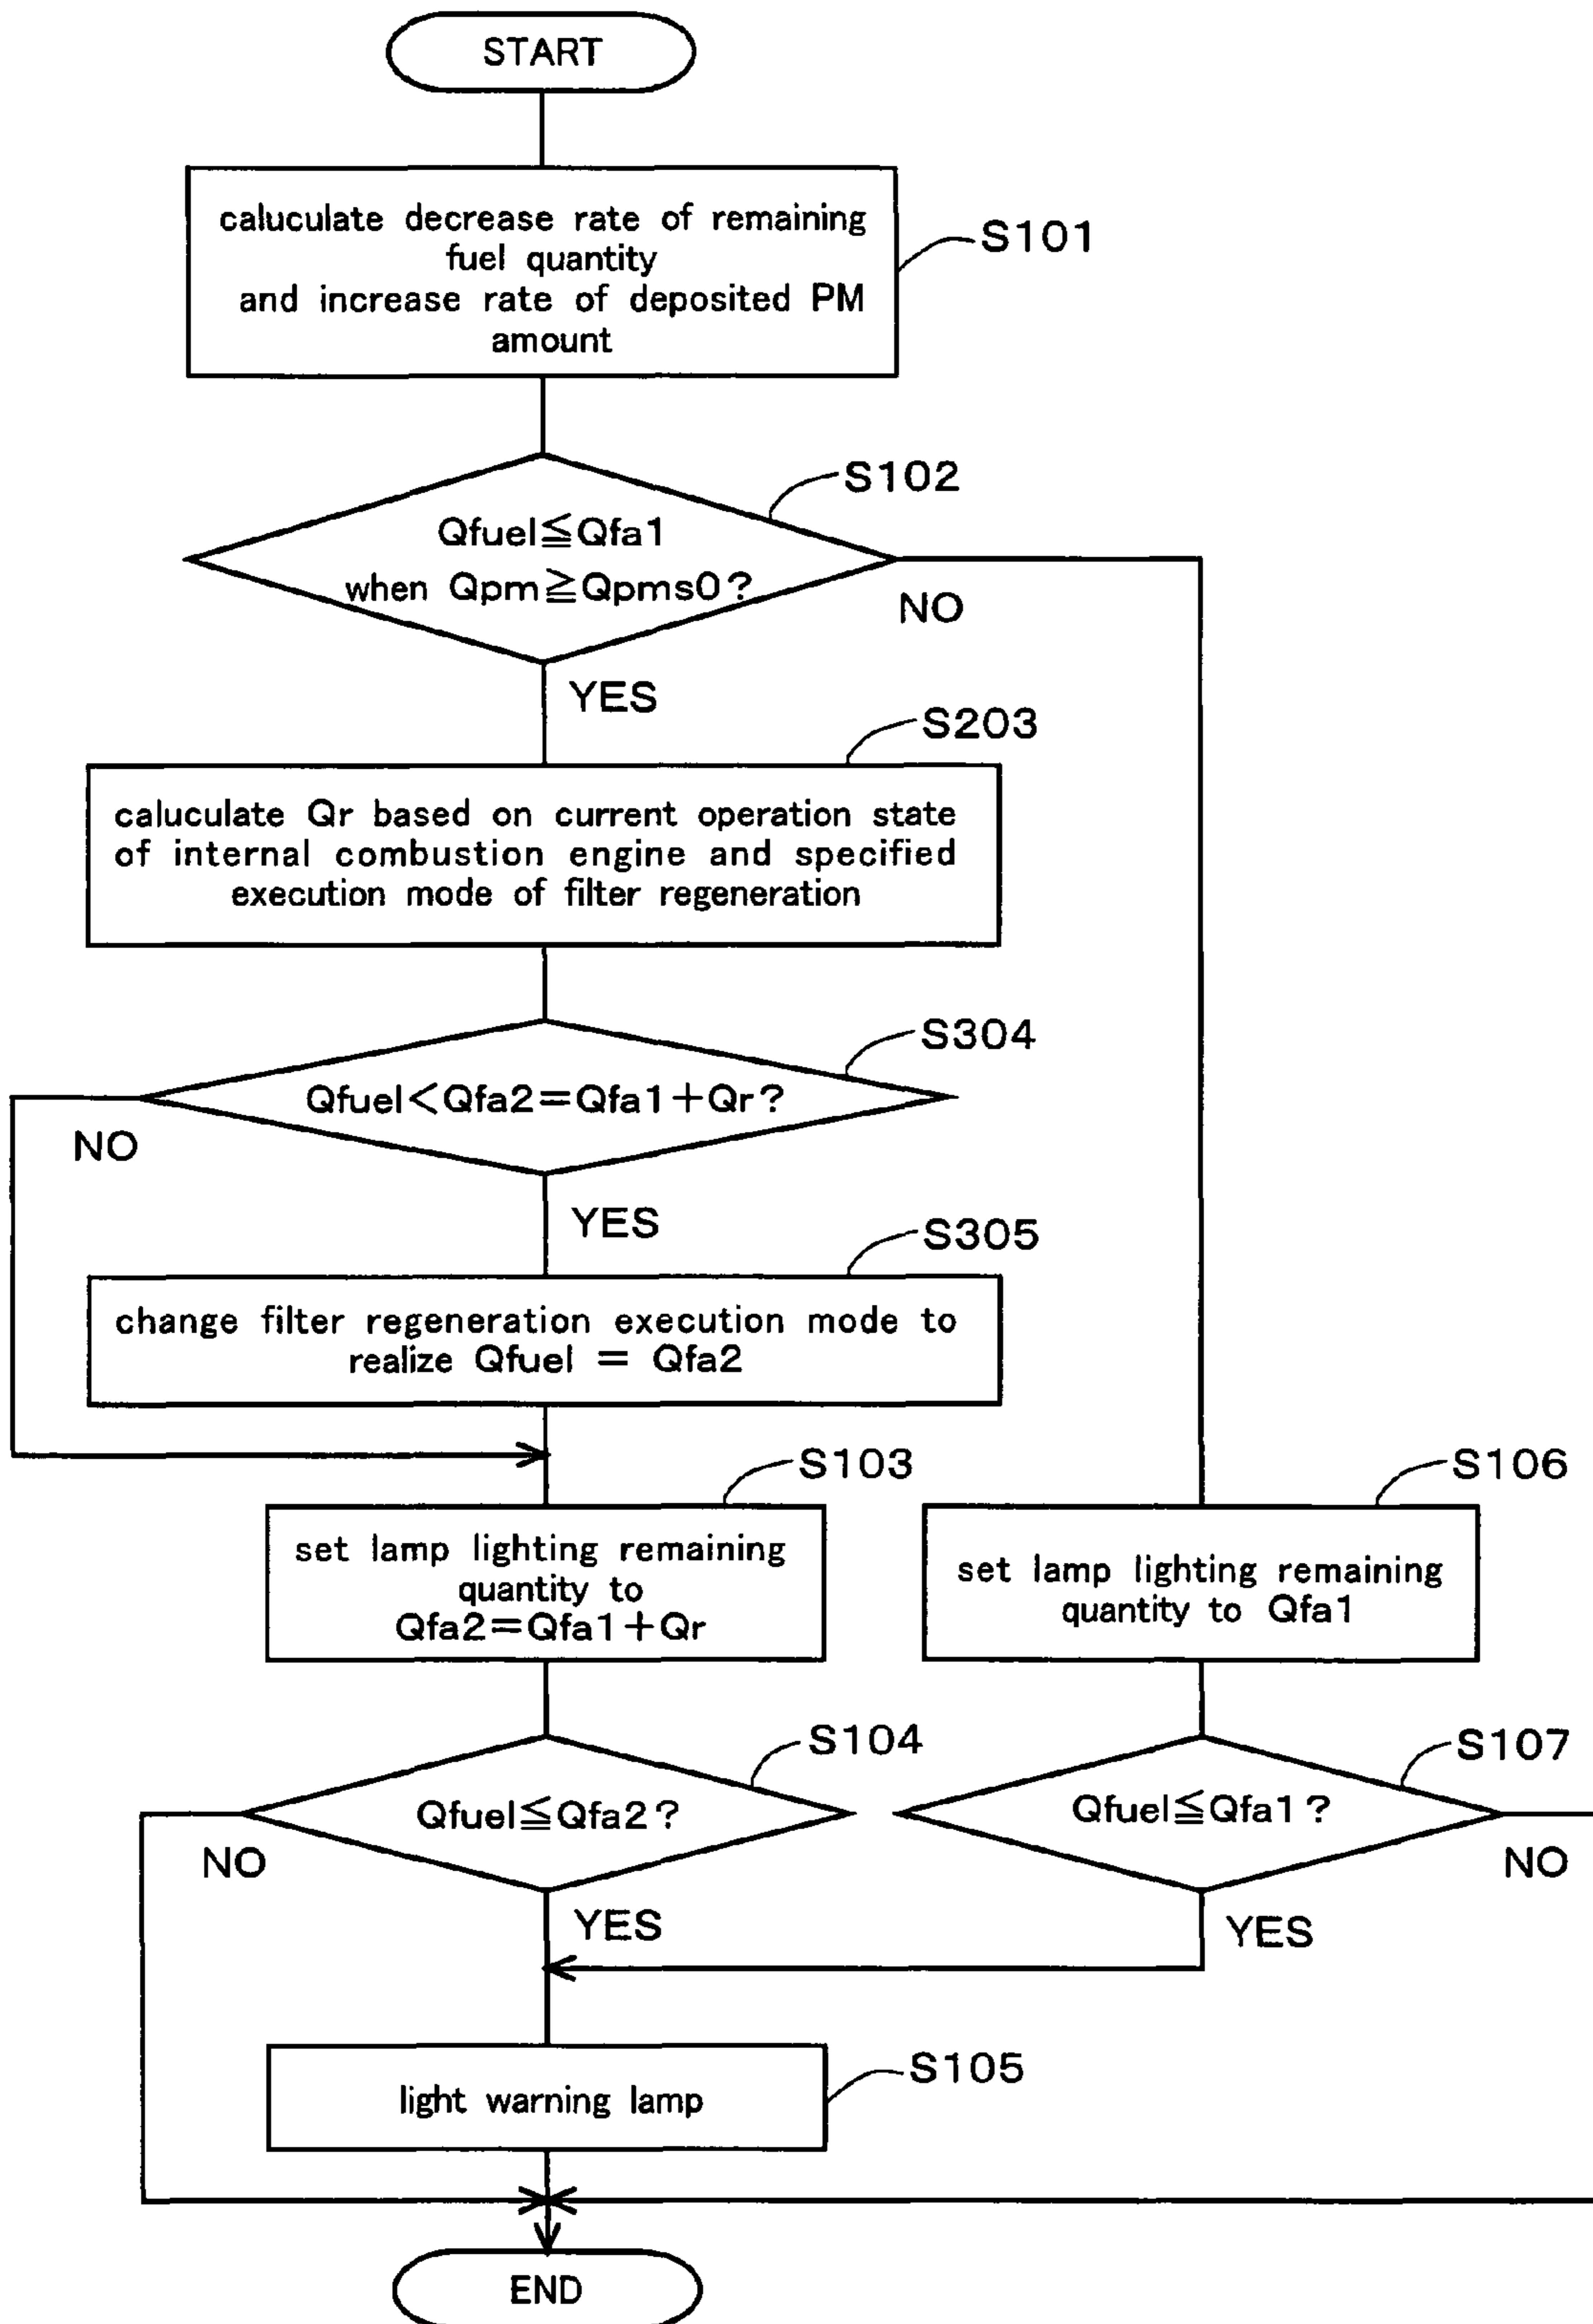 START
caluculate decrease rate of remaining
fuel quantity
and increase rate of deposited PM
amount
S101
S102
Qfuel≦Qfa1
when Qpm≧Qpms0?
NO
YES
S203
caluculate Qr based on current operation state
of internal combustion engine and specified
execution mode of filter regeneration
S304
Qfuel<Qfa2=Qfa1+Qr?
NO
YES
S305
change filter regeneration execution mode to
realize Qfuel = Qfa2
S103
set lamp lighting remaining
quantity to
Qfa2=Qfa1+Qr
S106
set lamp lighting remaining
quantity to Qfa1
S104
Qfuel≦Qfa2?
NO
YES
S107
Qfuel≦Qfa1?
NO
YES
S105
light warning lamp
END